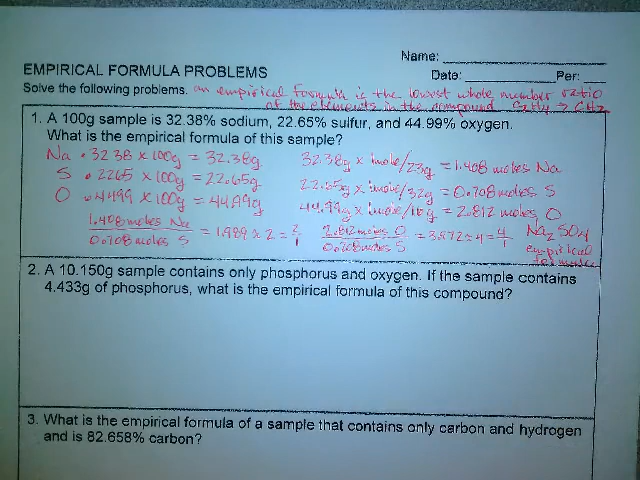 Name:
EMPIRICAL FORMULA PROBLEMS
Date: Per:
Solve the following problems. an empirical formula is the lowest whole number ratio
of the elements in the compound C2H4 → CH2
1. A 100g sample is 32.38% sodium, 22.65% sulfur, and 44.99% oxygen.
What is the empirical formula of this sample?
Na .3238 x 100g = 32.38g 32.38g x 1mole/23g = 1.408 moles Na
S .2265 x 100g = 22.65g 22.65g x 1mole/32g = 0.708 moles S
O .4499 x 100g = 44.99g 44.99g x 1mole/16g = 2.812 moles O
1.408 moles Na / 0.708 moles S = 1.989 ≈ 2 = 2/1 2.812 moles O / 0.708 moles S = 3.972 ≈ 4 = 4/1 Na2SO4
empirical
formula
2. A 10.150g sample contains only phosphorus and oxygen. If the sample contains
4.433g of phosphorus, what is the empirical formula of this compound?
3. What is the empirical formula of a sample that contains only carbon and hydrogen
and is 82.658% carbon?